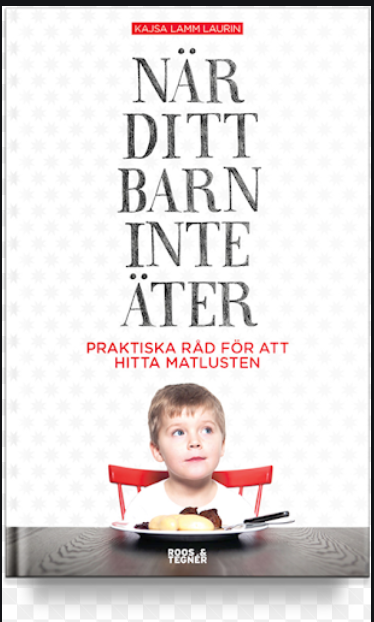 KAJSA LAMM LAURIN
NÄR
DITT
BARN
INTE
ÄTER
PRAKTISKA RÅD FÖR ATT
HITTA MATLUSTEN
ROOS &
TEGNÉR